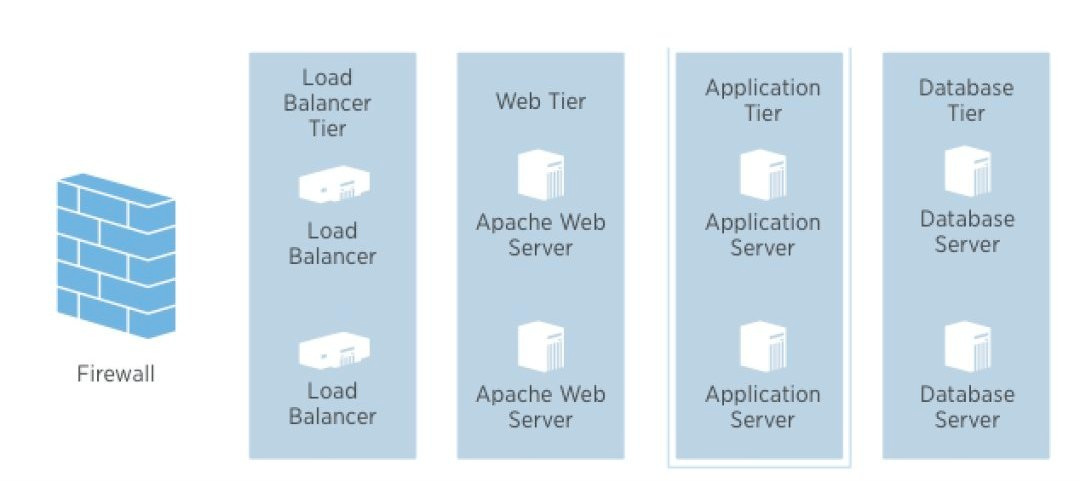 Load
Balancer
Tier
Load
Balancer
Load
Balancer
Web Tier
Apache Web
Server
Apache Web
Server
Application
Tier
Application
Server
Application
Server
Database
Tier
Database
Server
Database
Server
Firewall